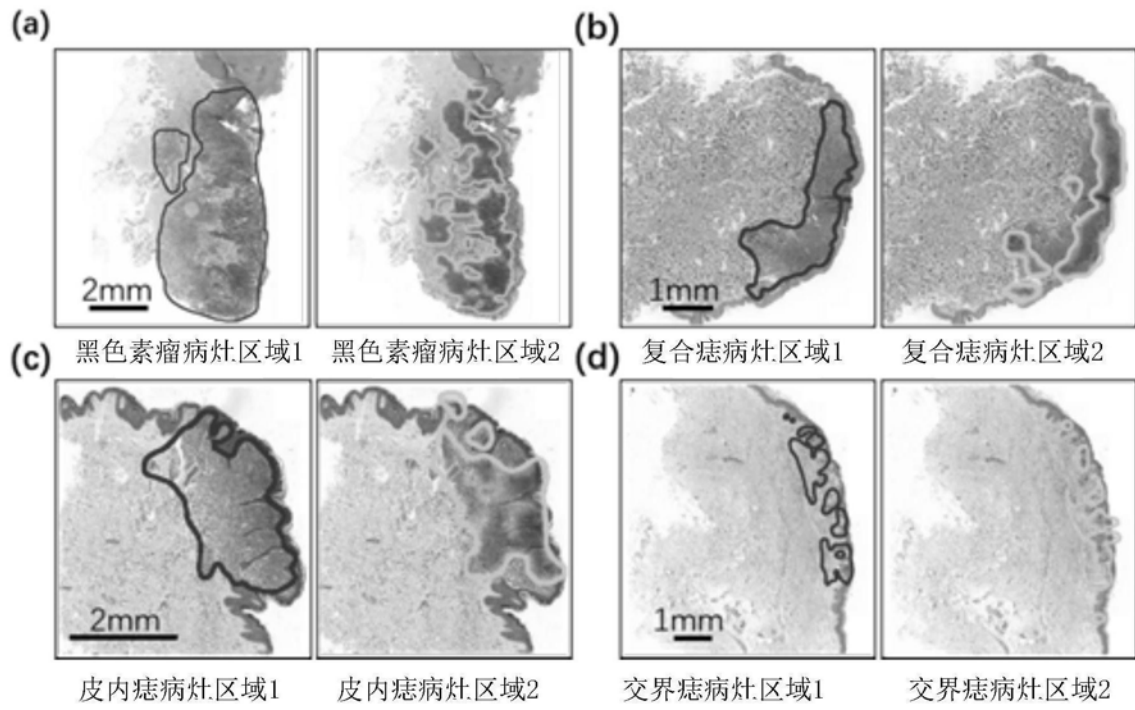 (a)
(b)
2mm
1mm
黑色素瘤病灶区域1
黑色素瘤病灶区域2
复合痣病灶区域1
复合痣病灶区域2
(c)
(d)
2mm
1mm
皮内痣病灶区域1
皮内痣病灶区域2
交界痣病灶区域1
交界痣病灶区域2